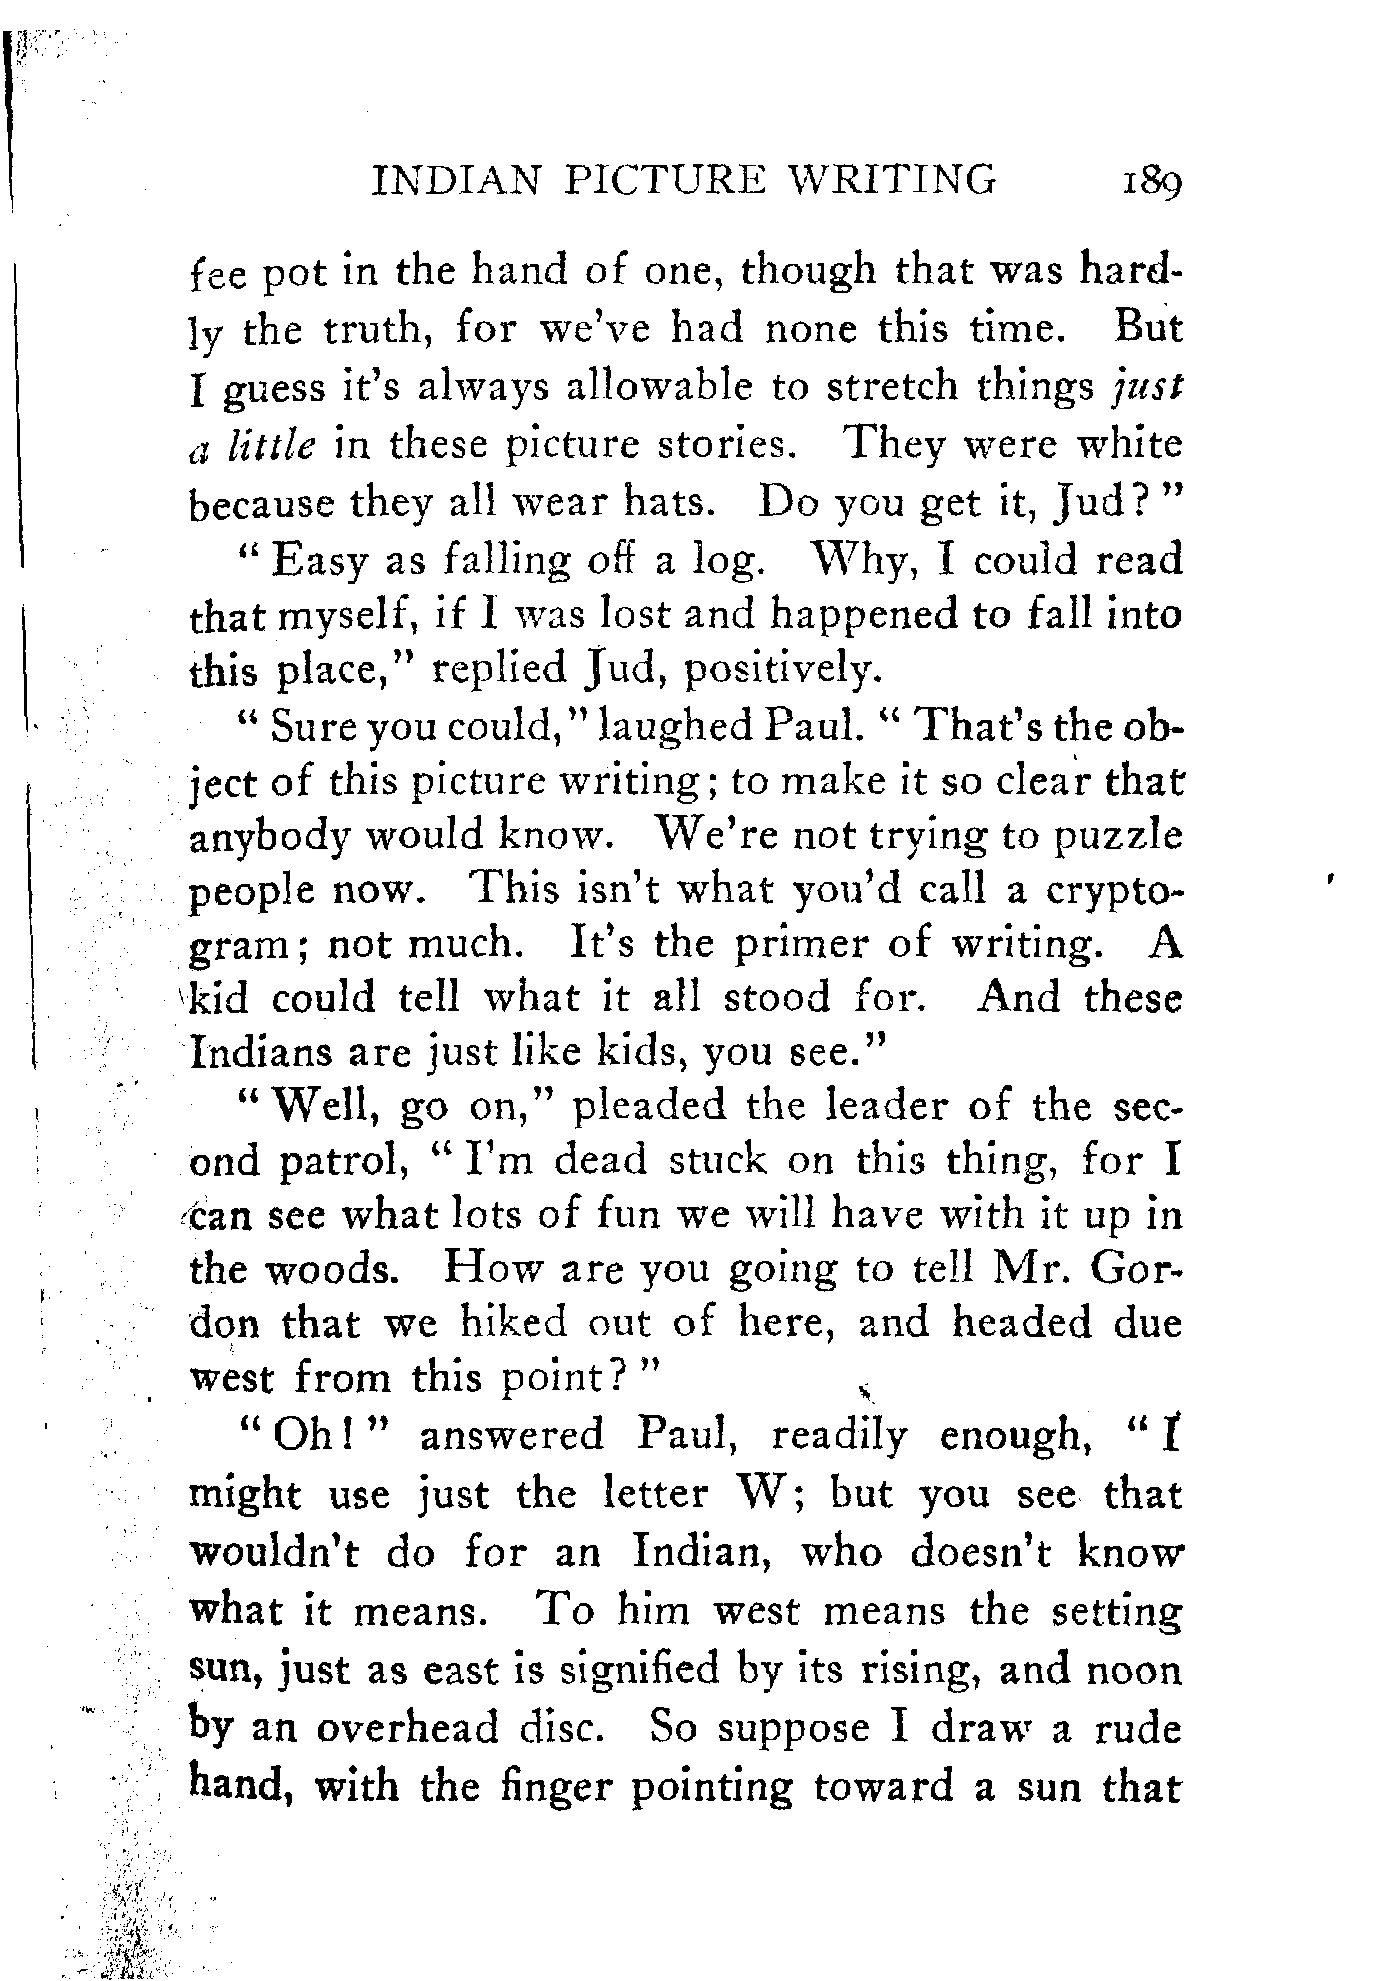 INDIAN PICTURE WRITING 189
fee pot in the hand of one, though that was hard-
ly the truth, for we've had none this time. But
I guess it's always allowable to stretch things just
a little in these picture stories. They were white
because they all wear hats. Do you get it, Jud?"
"Easy as falling off a log. Why, I could read
that myself, if I was lost and happened to fall into
this place," replied Jud, positively.
"Sure you could," laughed Paul. "That's the ob-
ject of this picture writing; to make it so clear that
anybody would know. We're not trying to puzzle
people now. This isn't what you'd call a crypto-
gram; not much. It's the primer of writing. A
kid could tell what it all stood for. And these
Indians are just like kids, you see."
"Well, go on," pleaded the leader of the sec-
ond patrol, "I'm dead stuck on this thing, for I
can see what lots of fun we will have with it up in
the woods. How are you going to tell Mr. Gor-
don that we hiked out of here, and headed due
west from this point?"
"Oh!" answered Paul, readily enough, "I
might use just the letter W; but you see that
wouldn't do for an Indian, who doesn't know
what it means. To him west means the setting
sun, just as east is signified by its rising, and noon
by an overhead disc. So suppose I draw a rude
hand, with the finger pointing toward a sun that